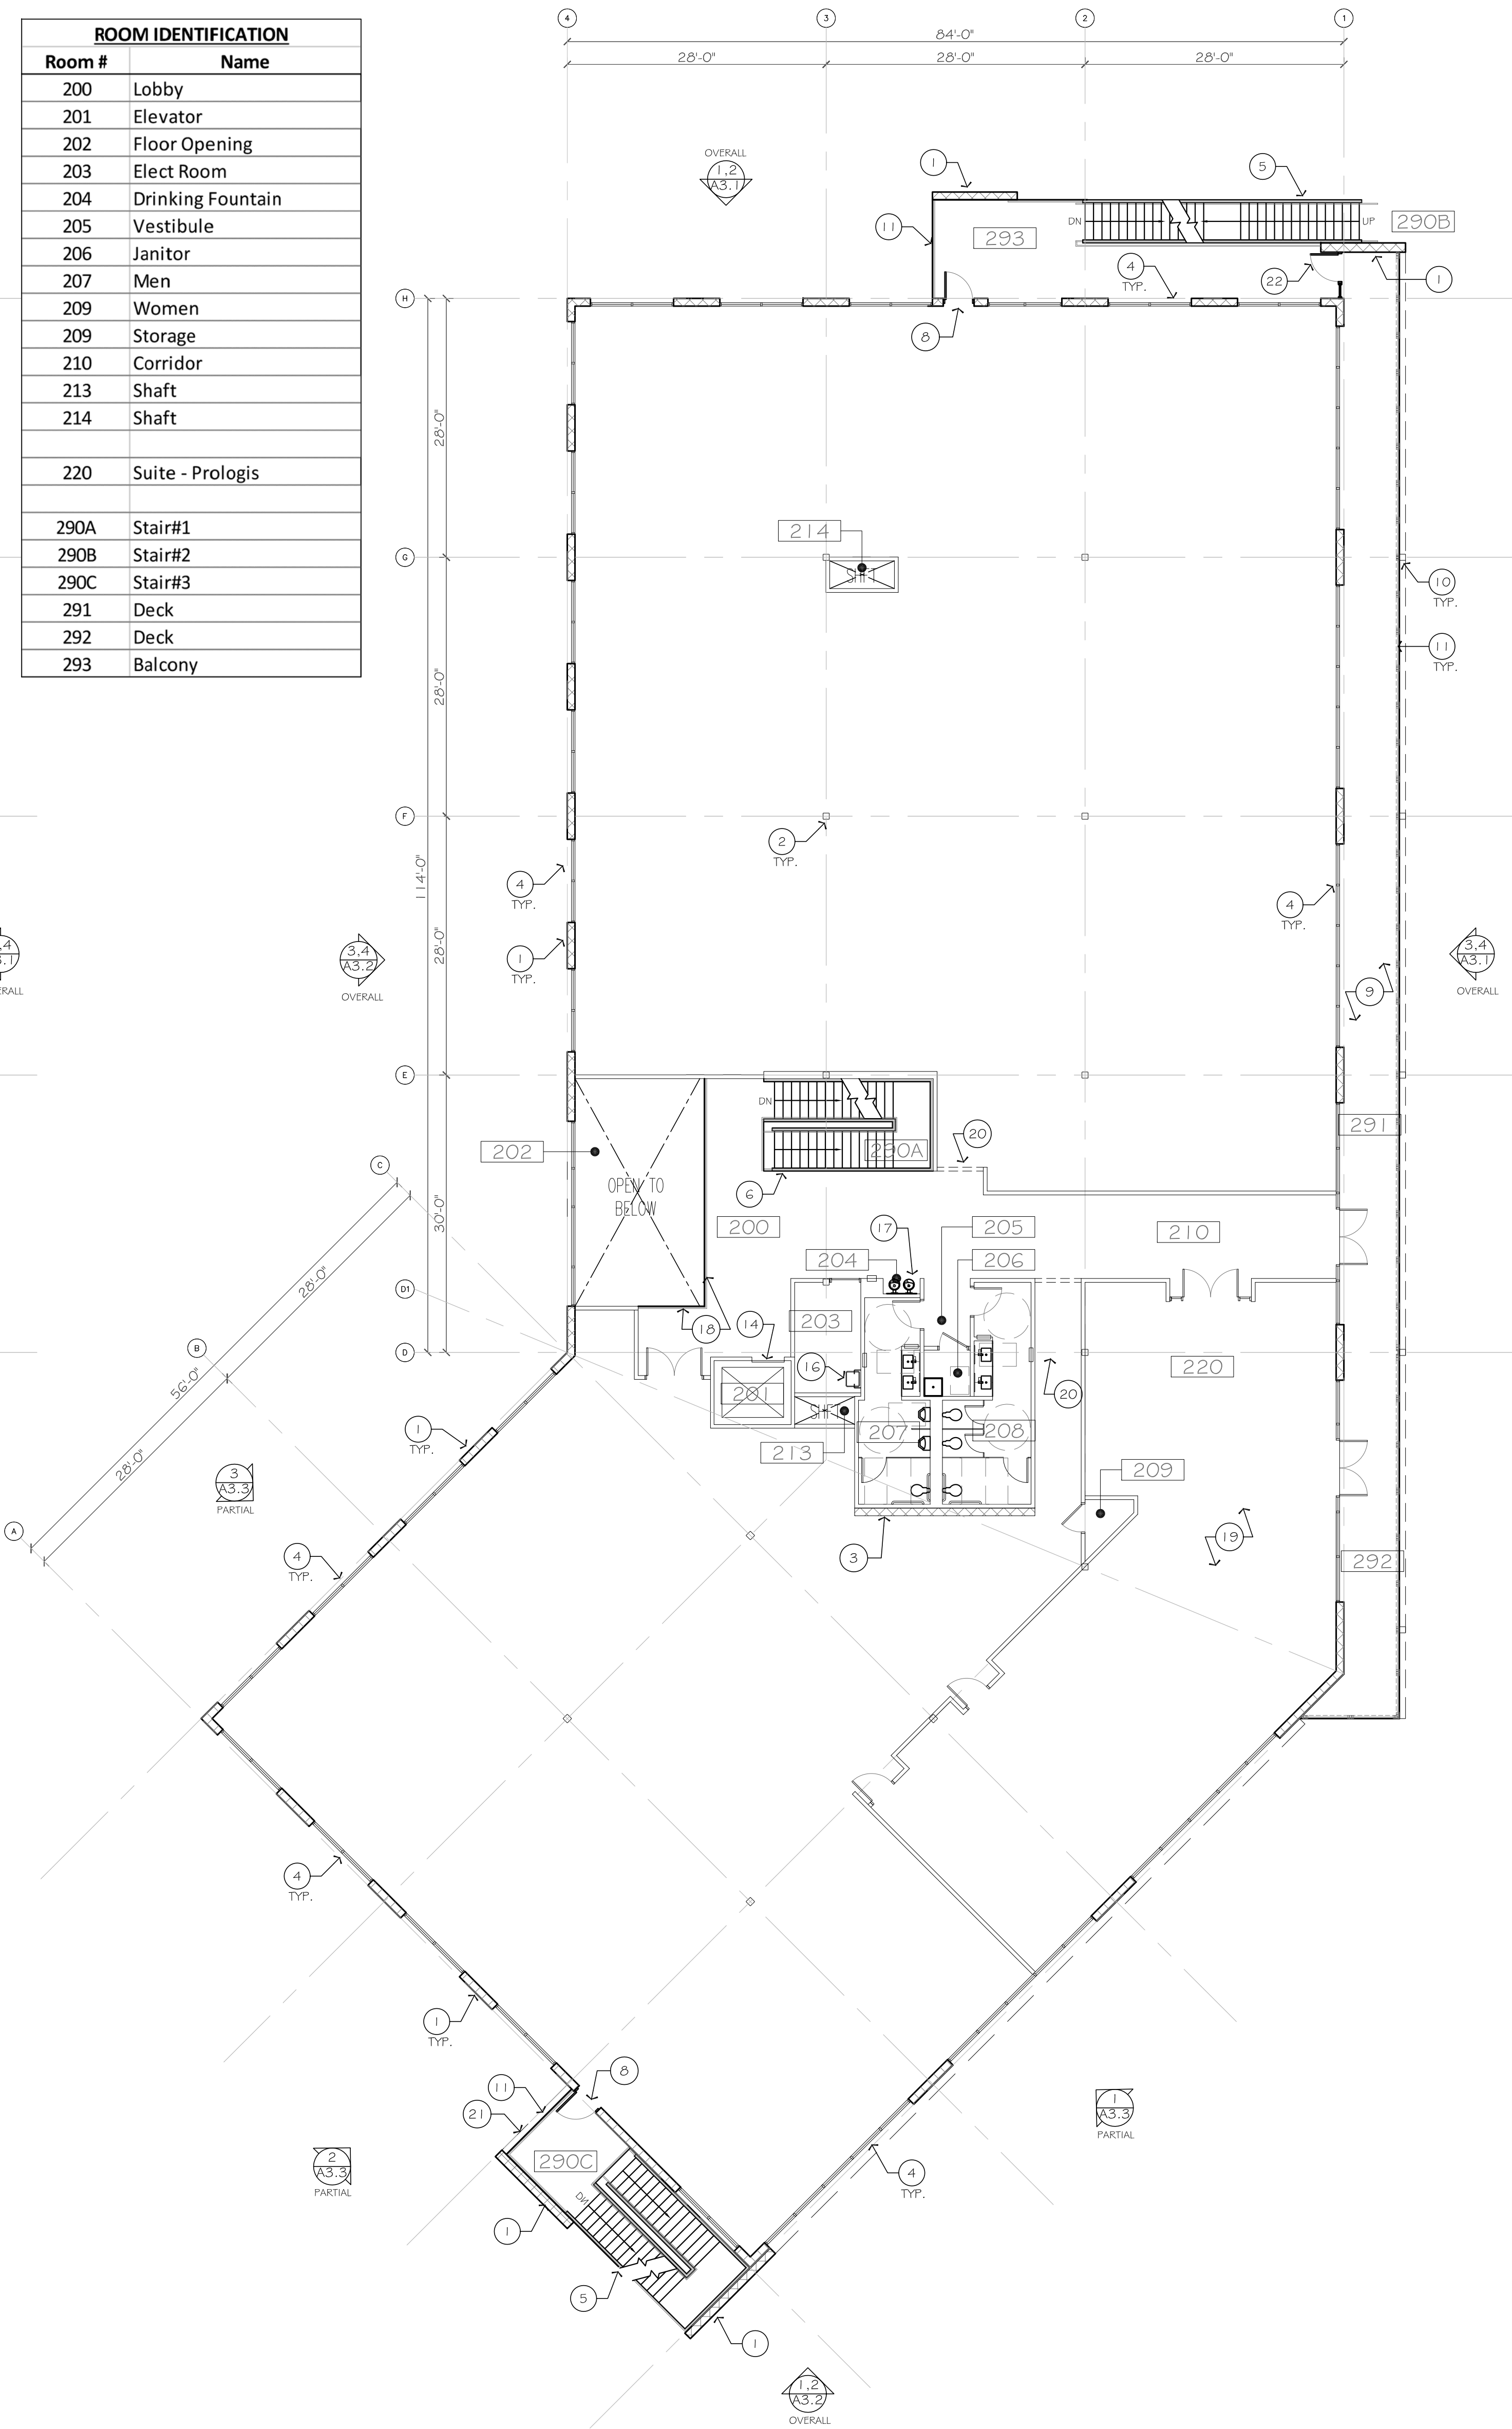 ROOM IDENTIFICATION
Room # Name
200 Lobby
201 Elevator
202 Floor Opening
203 Elect Room
204 Drinking Fountain
205 Vestibule
206 Janitor
207 Men
209 Women
209 Storage
210 Corridor
213 Shaft
214 Shaft
220 Suite - Prologis
290A Stair#1
290B Stair#2
290C Stair#3
291 Deck
292 Deck
293 Balcony
4 3 2 1
84'-0"
28'-0" 28'-0" 28'-0"
OVERALL
1,2
A3.1
1
5
11
293
DN
UP
290B
4
TYP.
22
1
H
8
28'-0"
214
SHFT
G
10
TYP.
11
TYP.
28'-0"
F
2
TYP.
114'-0"
4
TYP.
4
TYP.
1
TYP.
28'-0"
,4
OVERALL
3,4
A3.2
OVERALL
3,4
A3.1
OVERALL
9
E
DN
290A
20
291
202
6
OPEN TO
BELOW
200
C
30'-0"
17
205
210
204
206
28'-0"
D1
203
18
14
B
D
16
220
56'-0"
201
20
SHFT
207
208
1
TYP.
213
28'-0"
3
A3.3
PARTIAL
209
A
19
3
292
4
TYP.
4
TYP.
1
TYP.
8
11
21
1
A3.3
PARTIAL
290C
2
A3.3
PARTIAL
DN
4
TYP.
1
5
1
1,2
A3.2
OVERALL